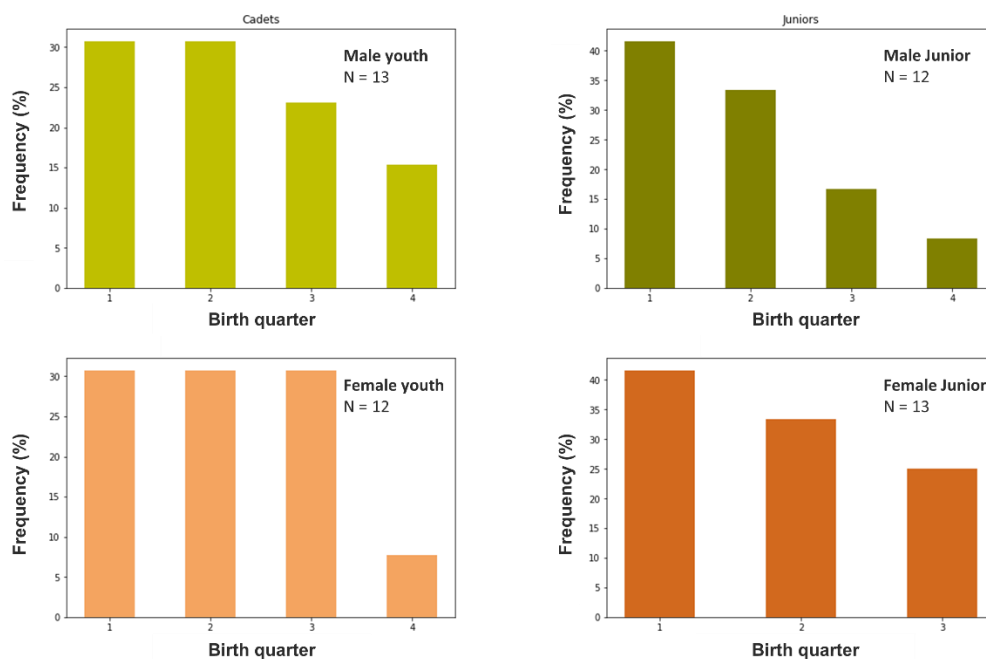 Cadets
Male youth
N = 13
Frequency (%)
30
25
20
15
10
5
0
1 2 3 4
Birth quarter
Juniors
Male Junior
N = 12
Frequency (%)
40
35
30
25
20
15
10
5
0
1 2 3 4
Birth quarter
Female youth
N = 12
Frequency (%)
30
25
20
15
10
5
0
1 2 3 4
Birth quarter
Female Junior
N = 13
Frequency (%)
40
35
30
25
20
15
10
5
0
1 2 3
Birth quarter